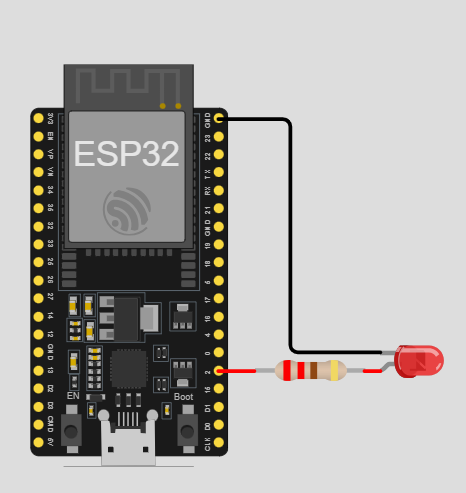 ESP32
3V3
EN
VP
VN
34
35
32
33
25
26
27
14
12
GND
13
D2
D3
CMD
5V
GND
23
22
TX
RX
21
GND
19
18
5
17
16
4
0
2
15
D1
D0
CLK
EN
Boot